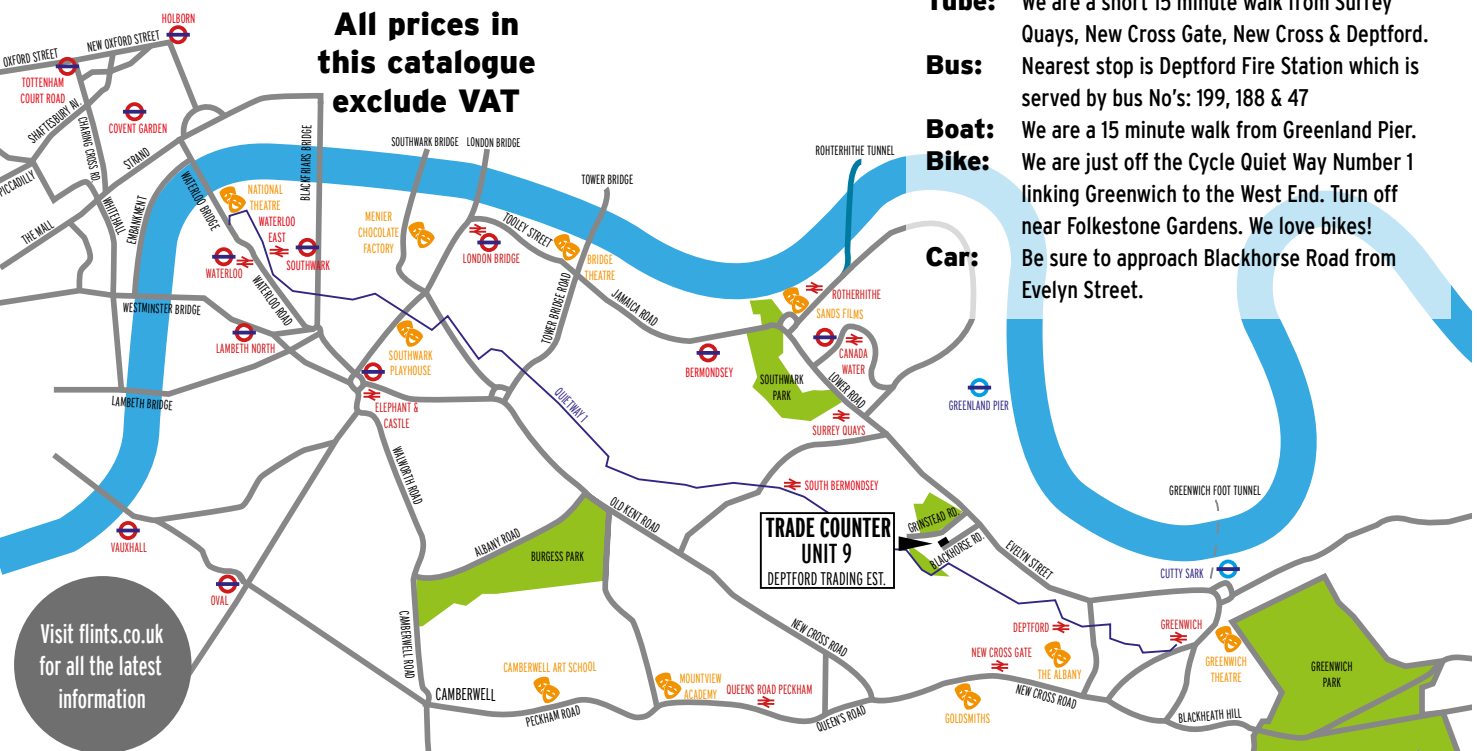 All prices in
this catalogue
exclude VAT
Tube: We are a short 15 minute walk from Surrey
Quays, New Cross Gate, New Cross & Deptford.
Bus: Nearest stop is Deptford Fire Station which is
served by bus No's: 199, 188 & 47
Boat: We are a 15 minute walk from Greenland Pier.
Bike: We are just off the Cycle Quiet Way Number 1
linking Greenwich to the West End. Turn off
near Folkestone Gardens. We love bikes!
Car: Be sure to approach Blackhorse Road from
Evelyn Street.
HOLBORN
NEW OXFORD STREET
OXFORD STREET
TOTTENHAM
COURT ROAD
SHAFTESBURY AV.
COVENT GARDEN
CHARING CROSS RD.
STRAND
PICCADILLY
WHITEHALL
THE MALL
EMBANKMENT
WATERLOO BRIDGE
BLACKFRIARS BRIDGE
SOUTHWARK BRIDGE
LONDON BRIDGE
TOWER BRIDGE
ROHTERHITHE TUNNEL
NATIONAL
THEATRE
WATERLOO
EAST
SOUTHWARK
WATERLOO
WATERLOO ROAD
MENIER
CHOCOLATE
FACTORY
LONDON BRIDGE
TOOLEY STREET
BRIDGE
THEATRE
TOWER BRIDGE ROAD
JAMAICA ROAD
ROTHERHITHE
SANDS FILMS
WESTMINSTER BRIDGE
LAMBETH NORTH
SOUTHWARK
PLAYHOUSE
BERMONDSEY
CANADA
WATER
SOUTHWARK
PARK
LOWER ROAD
SURREY QUAYS
GREENLAND PIER
LAMBETH BRIDGE
ELEPHANT &
CASTLE
QUIETWAY 1
WALWORTH ROAD
SOUTH BERMONDSEY
OLD KENT ROAD
GREENWICH FOOT TUNNEL
VAUXHALL
ALBANY ROAD
BURGESS PARK
TRADE COUNTER
UNIT 9
DEPTFORD TRADING EST.
GRINSTEAD RD.
BLACKHORSE RD.
EVELYN STREET
CUTTY SARK
OVAL
CAMBERWELL ROAD
NEW CROSS ROAD
DEPTFORD
GREENWICH
NEW CROSS GATE
THE ALBANY
GREENWICH
THEATRE
GREENWICH
PARK
Visit flints.co.uk
for all the latest
information
CAMBERWELL ART SCHOOL
CAMBERWELL
PECKHAM ROAD
MOUNTVIEW
ACADEMY
QUEENS ROAD PECKHAM
QUEEN'S ROAD
GOLDSMITHS
NEW CROSS ROAD
BLACKHEATH HILL